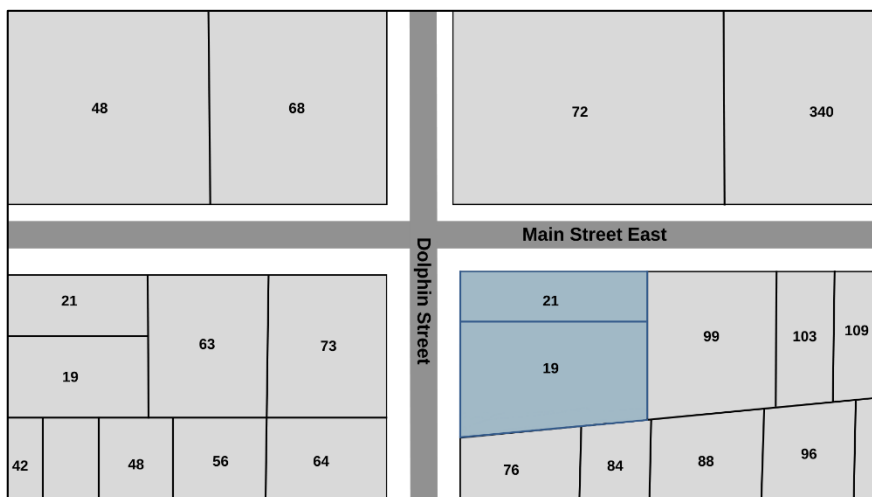 48 68 72 340
Main Street East
Dolphin Street
21 63 73 19
21 99 103 109 19
42 48 56 64
76 84 88 96